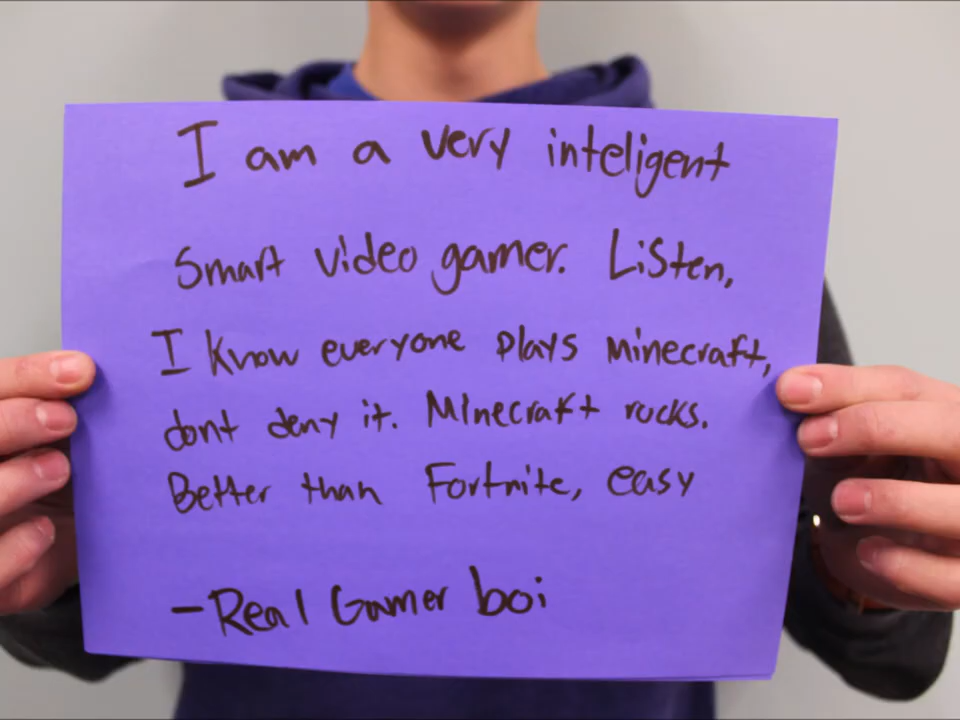 I am a very inteligent
Smart video gamer. Listen,
I know everyone plays minecraft,
dont deny it. Minecraft rocks.
Better than Fortnite, easy
-Real Gamer boi